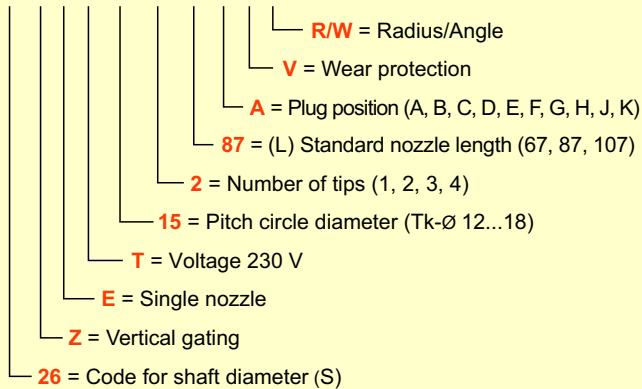 R/W = Radius/Angle
V = Wear protection
A = Plug position (A, B, C, D, E, F, G, H, J, K)
87 = (L) Standard nozzle length (67, 87, 107)
2 = Number of tips (1, 2, 3, 4)
15 = Pitch circle diameter (Tk-Ø 12...18)
T = Voltage 230 V
E = Single nozzle
Z = Vertical gating
26 = Code for shaft diameter (S)